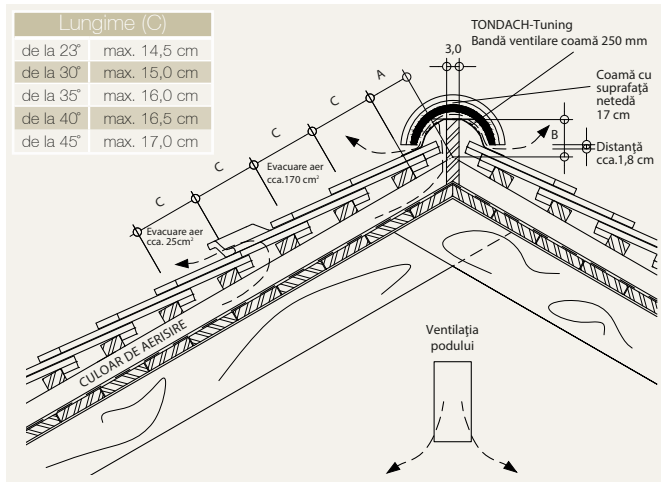 Lungime (C)
de la 23° max. 14,5 cm
de la 30° max. 15,0 cm
de la 35° max. 16,0 cm
de la 40° max. 16,5 cm
de la 45° max. 17,0 cm
TONDACH-Tuning
Bandă ventilare coamă 250 mm
3,0
Coamă cu
suprafață
netedă
17 cm
B
Distanță
cca.1,8 cm
A
C
C
C
C
Evacuare aer
cca.170 cm²
Evacuare aer
cca. 25cm²
CULOAR DE AERISIRE
Ventilația
podului